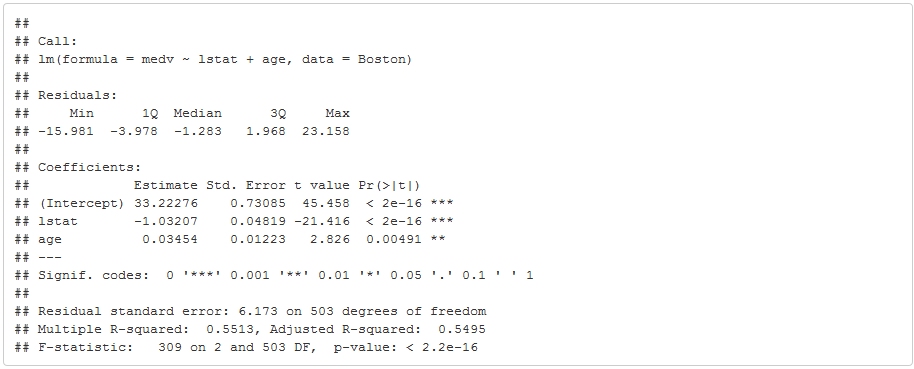 ##
## Call:
## lm(formula = medv ~ lstat + age, data = Boston)
##
## Residuals:
##     Min      1Q  Median      3Q     Max
## -15.981  -3.978  -1.283   1.968  23.158
##
## Coefficients:
##             Estimate Std. Error t value Pr(>|t|)
## (Intercept) 33.22276    0.73085  45.458  < 2e-16 ***
## lstat       -1.03207    0.04819 -21.416  < 2e-16 ***
## age          0.03454    0.01223   2.826  0.00491 **
## ---
## Signif. codes:  0 '***' 0.001 '**' 0.01 '*' 0.05 '.' 0.1 ' ' 1
##
## Residual standard error: 6.173 on 503 degrees of freedom
## Multiple R-squared:  0.5513, Adjusted R-squared:  0.5495
## F-statistic:   309 on 2 and 503 DF,  p-value: < 2.2e-16